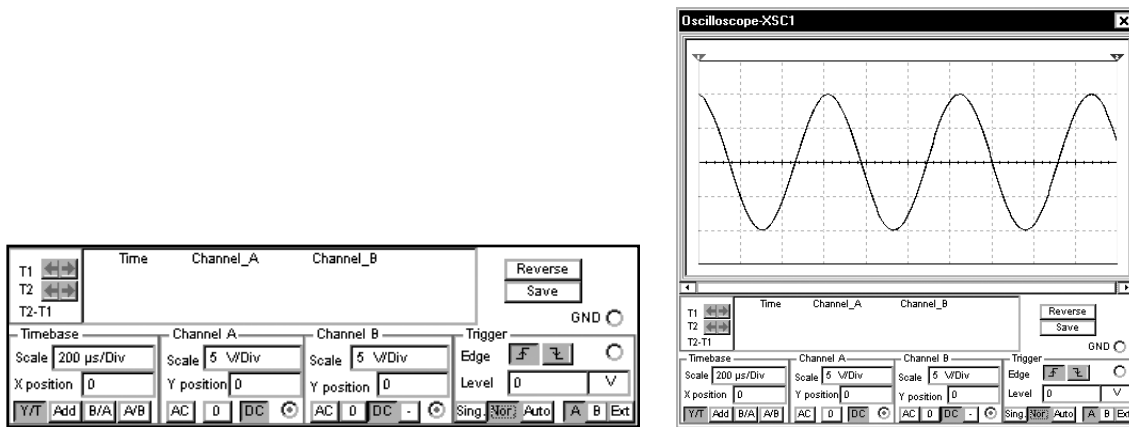 Time Channel_A Channel_B
T1
T2
T2-T1
Reverse
Save
GND
Timebase Channel A Channel B Trigger
Scale 200 µs/Div Scale 5 V/Div Scale 5 V/Div Edge
X position 0 Y position 0 Y position 0 Level 0 V
Y/T Add B/A A/B AC 0 DC AC 0 DC - Sing. Nor. Auto A B Ext
Oscilloscope-XSC1
Time Channel_A Channel_B
T1
T2
T2-T1
Reverse
Save
GND
Timebase Channel A Channel B Trigger
Scale 200 µs/Div Scale 5 V/Div Scale 5 V/Div Edge
X position 0 Y position 0 Y position 0 Level 0 V
Y/T Add B/A A/B AC 0 DC AC 0 DC - Sing. Nor. Auto A B Ext